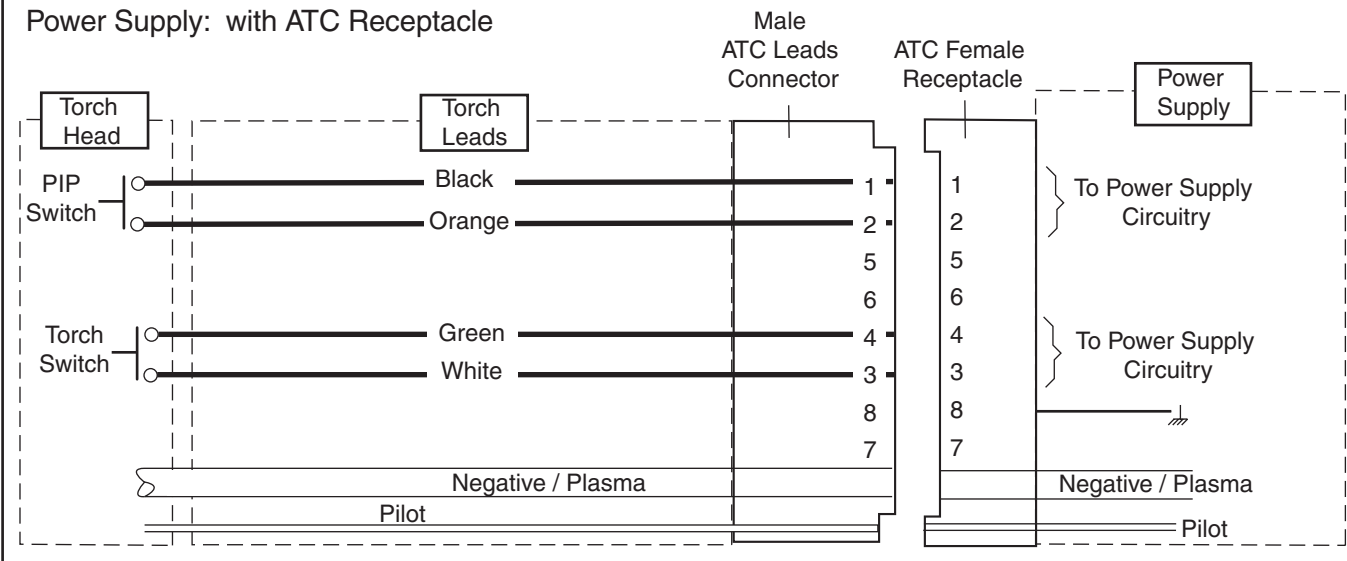 Power Supply: with ATC Receptacle
Male
ATC Leads
Connector
ATC Female
Receptacle
Power
Supply
Torch
Head
Torch
Leads
PIP
Switch
Black
1
1
To Power Supply
Circuitry
Orange
2
2
5
5
6
6
Torch
Switch
Green
4
4
To Power Supply
Circuitry
White
3
3
8
8
7
7
Negative / Plasma
Negative / Plasma
Pilot
Pilot